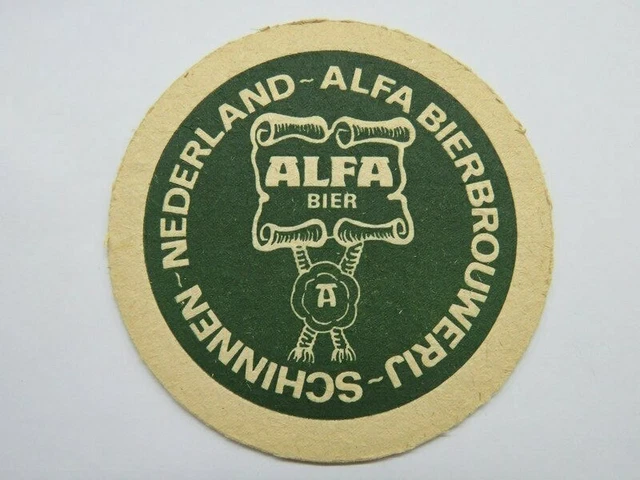 ALFA BIERBROUWERIJ ~ SCHINNEN ~ NEDERLAND ~
ALFA
BIER
A